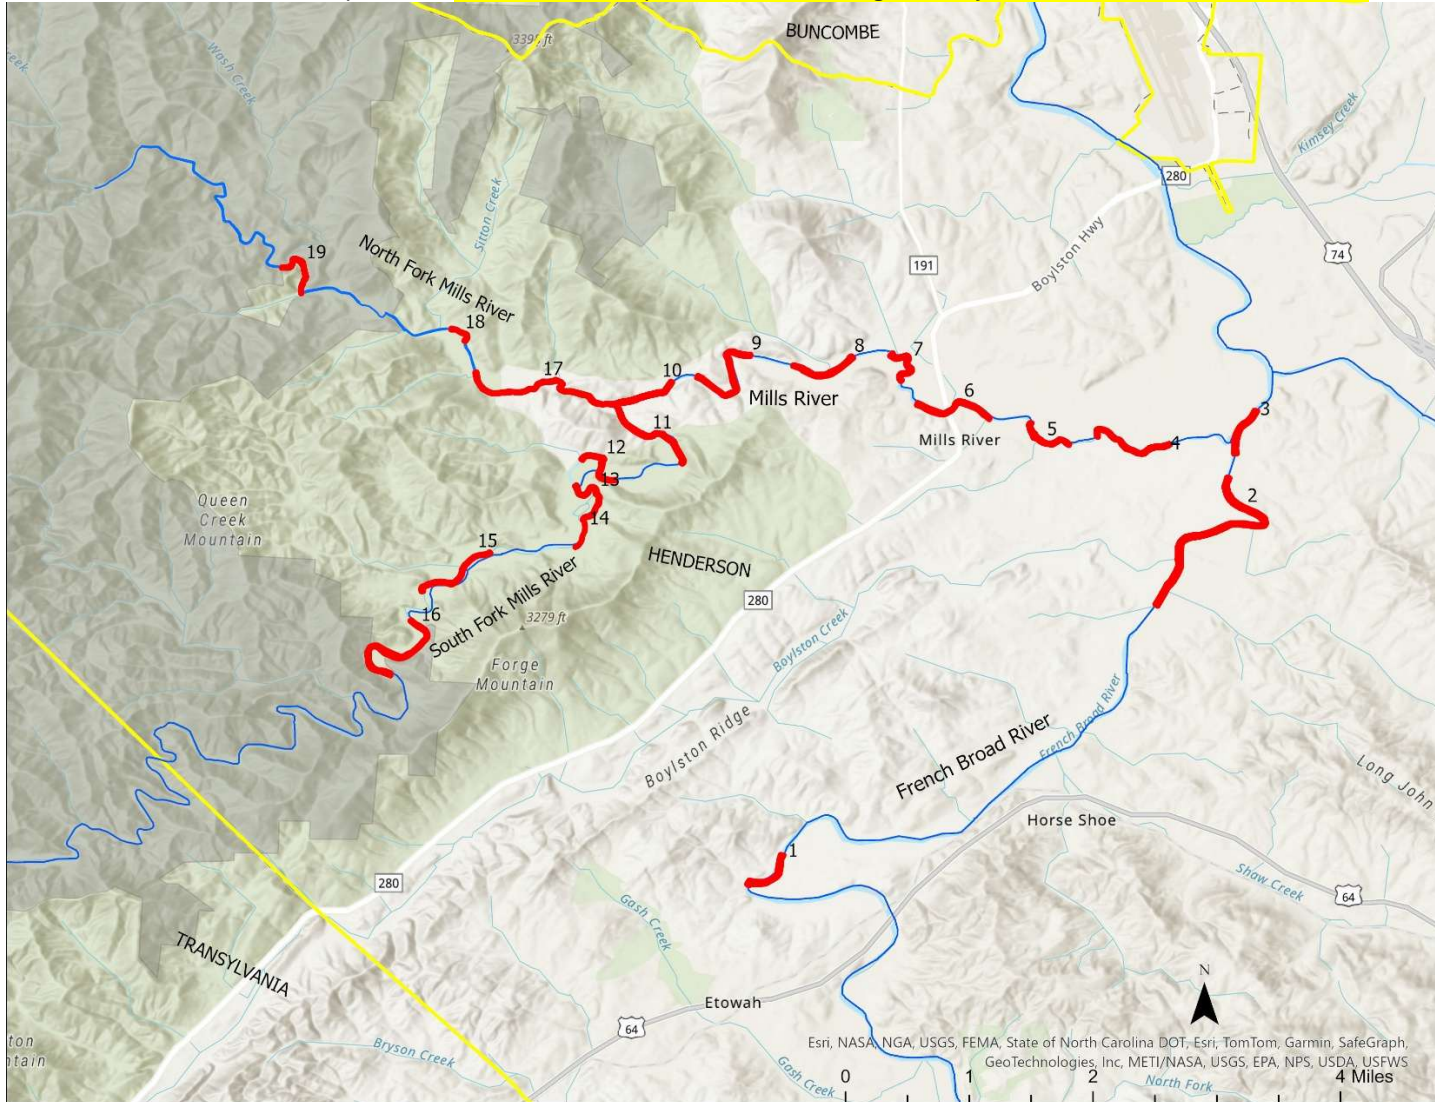 3395 ft
BUNCOMBE
Creek
Wash Creek
Kimsey Creek
280
Sitton Creek
North Fork Mills River
19
191
Boylston Hwy
74
18
17
10
9
8
7
Mills River
6
Mills River
5
4
3
2
11
12
13
14
15
16
Queen
Creek
Mountain
South Fork Mills River
HENDERSON
3279 ft
Forge
Mountain
280
Boylston Creek
Boylston Ridge
French Broad River
French Broad River
Long John
Horse Shoe
1
Shaw Creek
64
280
Gash Creek
TRANSYLVANIA
Etowah
64
N
Bryson Creek
Gash Creek
North Fork
Esri, NASA, NGA, USGS, FEMA, State of North Carolina DOT, Esri, TomTom, Garmin, SafeGraph,
GeoTechnologies, Inc, METI/NASA, USGS, EPA, NPS, USDA, USFWS
0 1 2 4 Miles